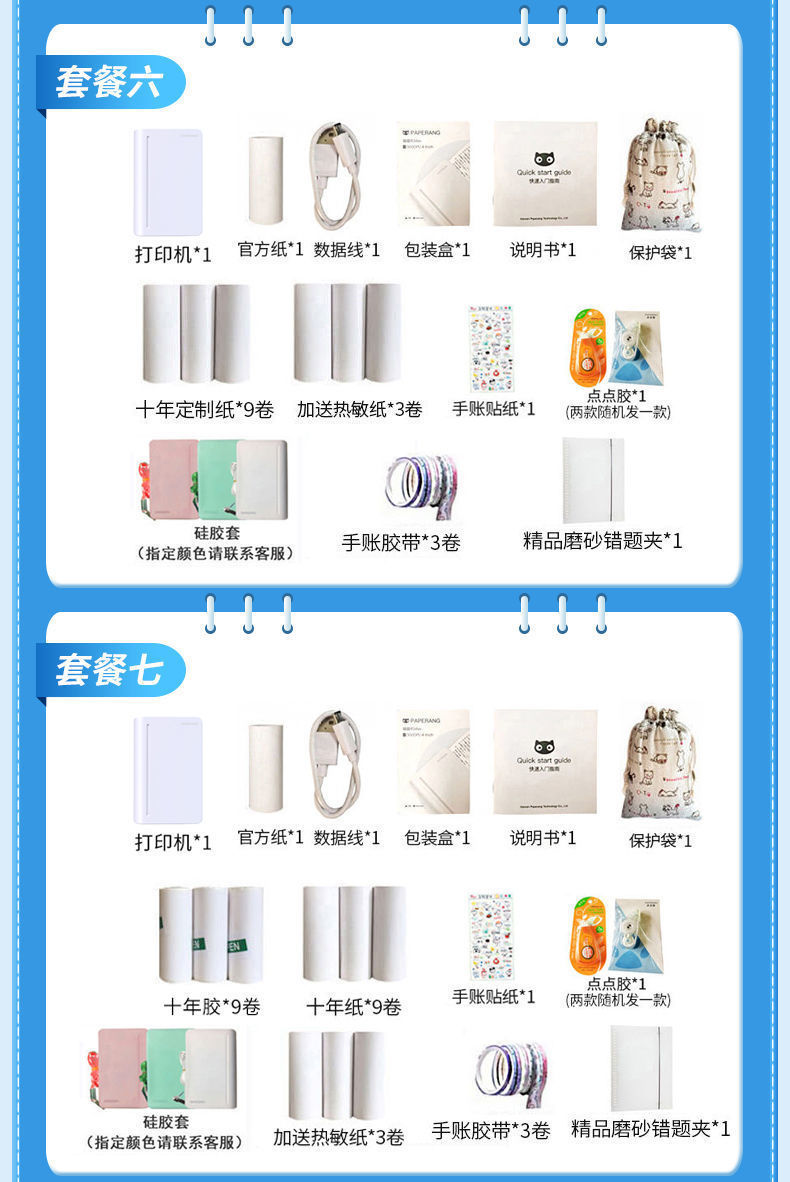 套餐六
PAPERANG
Quick start guide
快速入门指南
打印机*1
官方纸*1
数据线*1
包装盒*1
说明书*1
保护袋*1
十年定制纸*9卷
加送热敏纸*3卷
手账贴纸*1
点点胶*1
(两款随机发一款)
硅胶套
（指定颜色请联系客服）
手账胶带*3卷
精品磨砂错题夹*1
套餐七
PAPERANG
Quick start guide
快速入门指南
打印机*1
官方纸*1
数据线*1
包装盒*1
说明书*1
保护袋*1
十年胶*9卷
十年纸*9卷
手账贴纸*1
点点胶*1
(两款随机发一款)
硅胶套
（指定颜色请联系客服）
加送热敏纸*3卷
手账胶带*3卷
精品磨砂错题夹*1